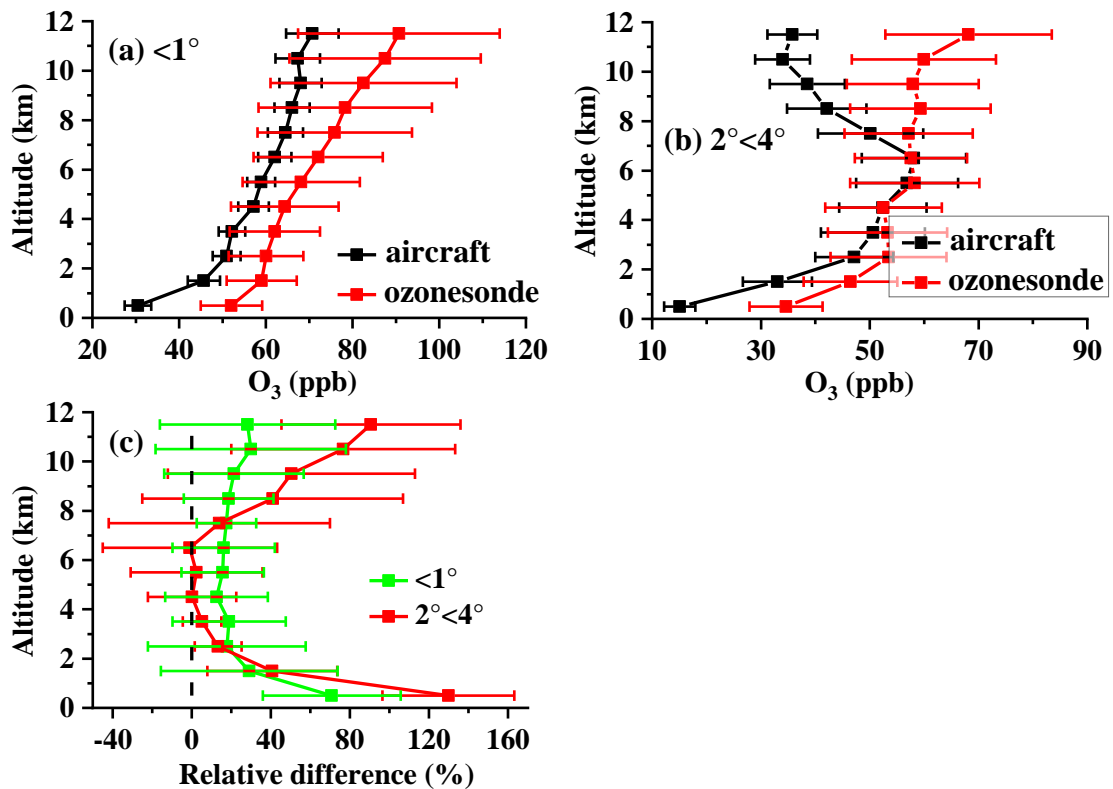 (a) <1°
12
10
8
6
4
2
0
Altitude (km)
aircraft
ozonesonde
20 40 60 80 100 120
O₃ (ppb)
(b) 2°<4°
12
10
8
6
4
2
0
Altitude (km)
aircraft
ozonesonde
10 30 50 70 90
O₃ (ppb)
(c)
12
10
8
6
4
2
0
Altitude (km)
<1°
2°<4°
-40 0 40 80 120 160
Relative difference (%)